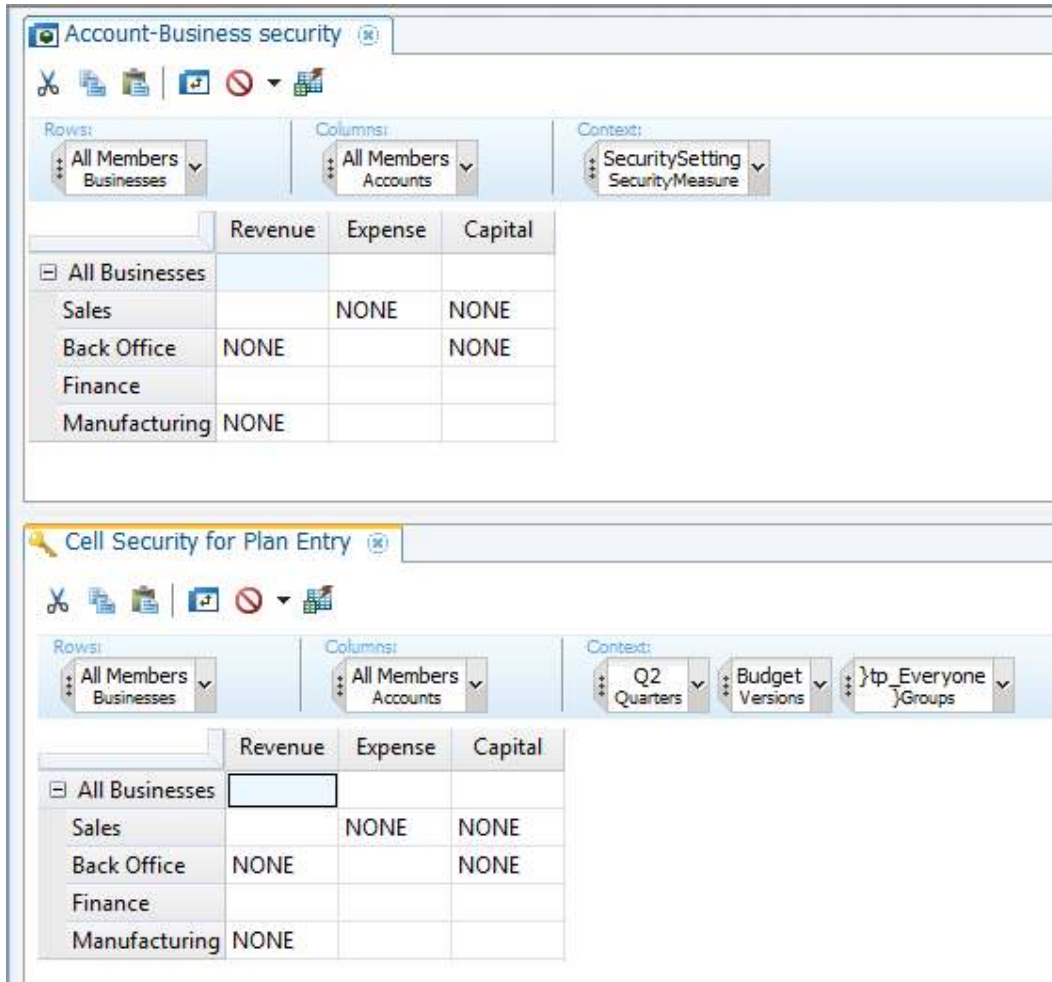 Account-Business security
Rows: Columns: Context:
All Members All Members SecuritySetting
Businesses Accounts SecurityMeasure
Revenue Expense Capital
All Businesses
Sales NONE NONE
Back Office NONE NONE
Finance
Manufacturing NONE
Cell Security for Plan Entry
Rows: Columns: Context:
All Members All Members Q2 Budget }tp_Everyone
Businesses Accounts Quarters Versions }Groups
Revenue Expense Capital
All Businesses
Sales NONE NONE
Back Office NONE NONE
Finance
Manufacturing NONE